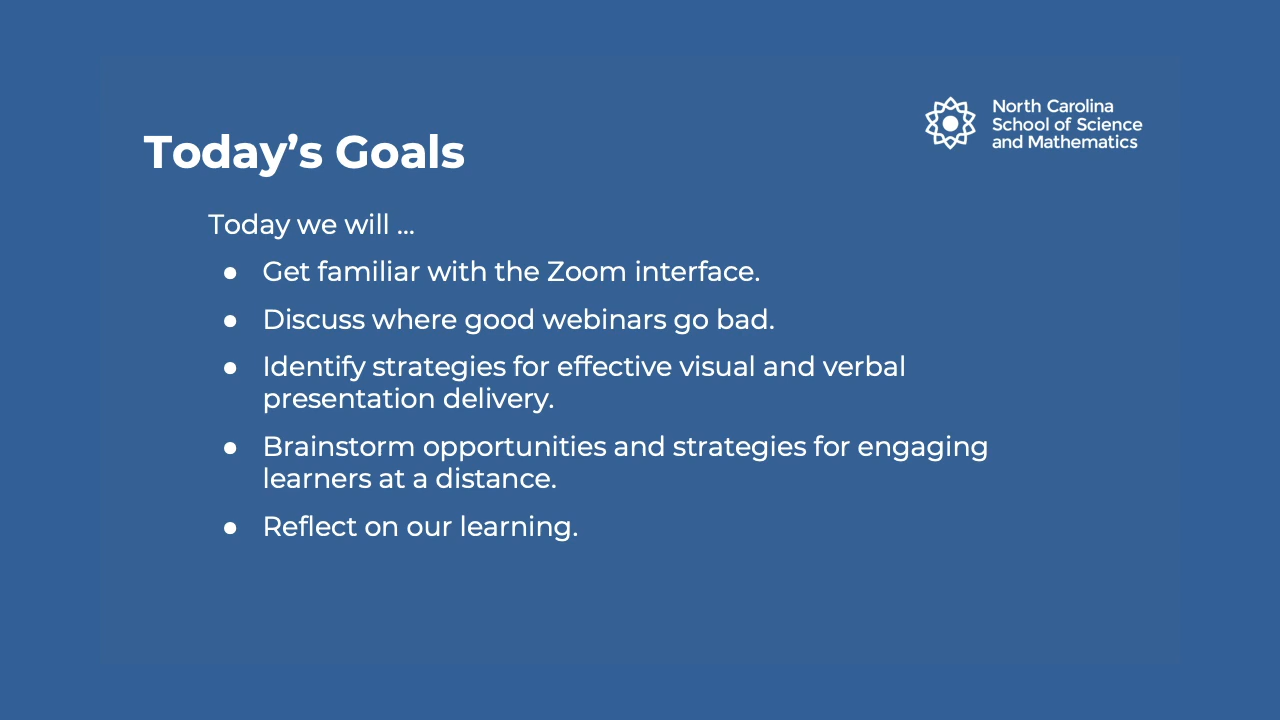 North Carolina
School of Science
and Mathematics
Today’s Goals
Today we will ...
● Get familiar with the Zoom interface.
● Discuss where good webinars go bad.
● Identify strategies for effective visual and verbal
presentation delivery.
● Brainstorm opportunities and strategies for engaging
learners at a distance.
● Reflect on our learning.